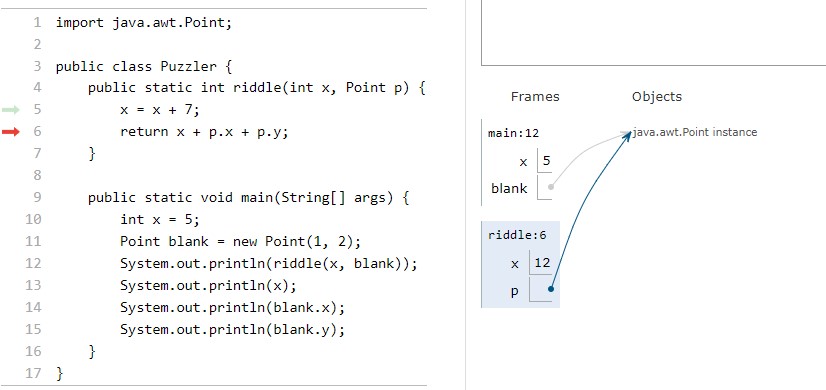 1 import java.awt.Point;
2
3 public class Puzzler {
4     public static int riddle(int x, Point p) {
5         x = x + 7;
6         return x + p.x + p.y;
7     }
8
9     public static void main(String[] args) {
10         int x = 5;
11         Point blank = new Point(1, 2);
12         System.out.println(riddle(x, blank));
13         System.out.println(x);
14         System.out.println(blank.x);
15         System.out.println(blank.y);
16     }
17 }
Frames Objects
main:12 java.awt.Point instance
x 5
blank
riddle:6
x 12
p